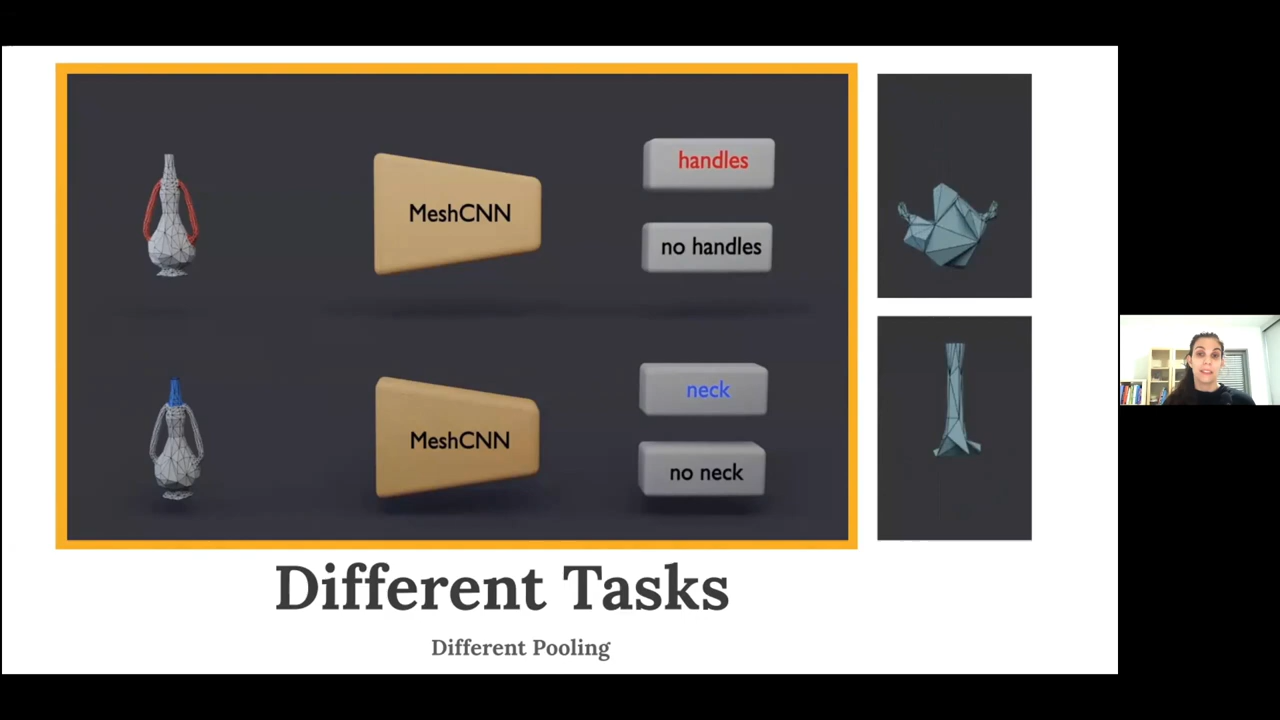 handles
MeshCNN
no handles
neck
MeshCNN
no neck
Different Tasks
Different Pooling